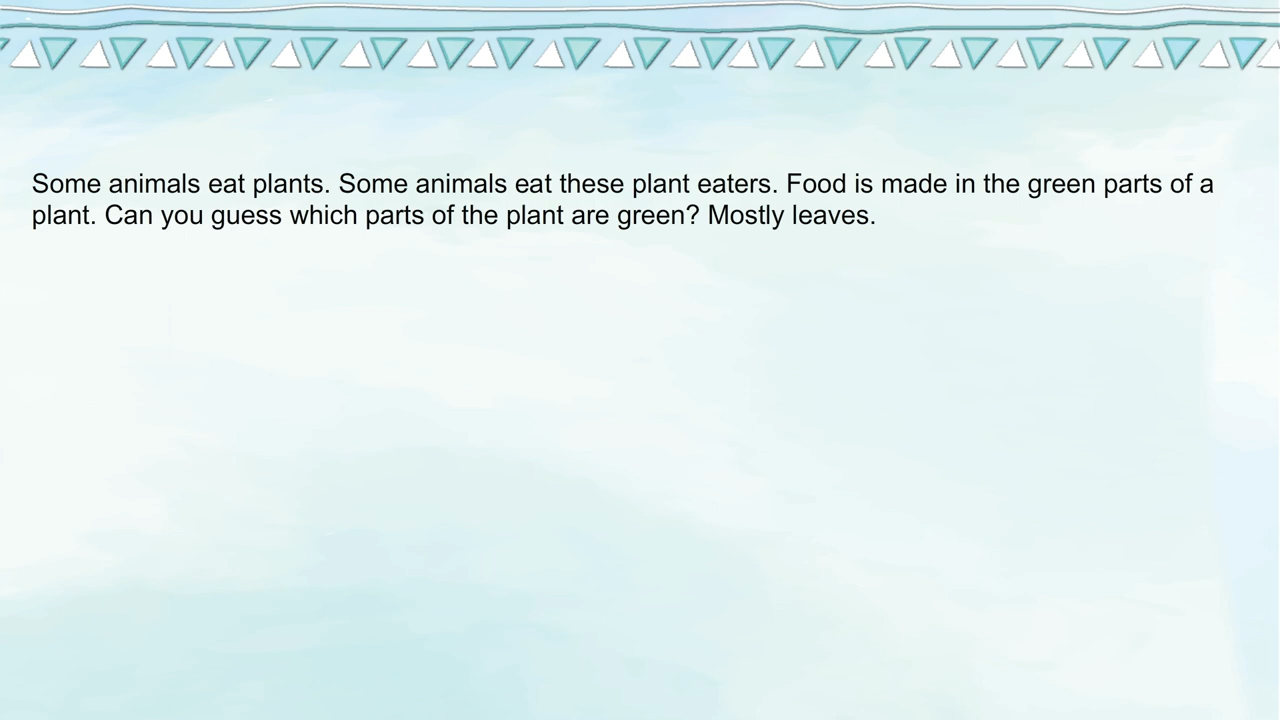 Some animals eat plants. Some animals eat these plant eaters. Food is made in the green parts of a
plant. Can you guess which parts of the plant are green? Mostly leaves.